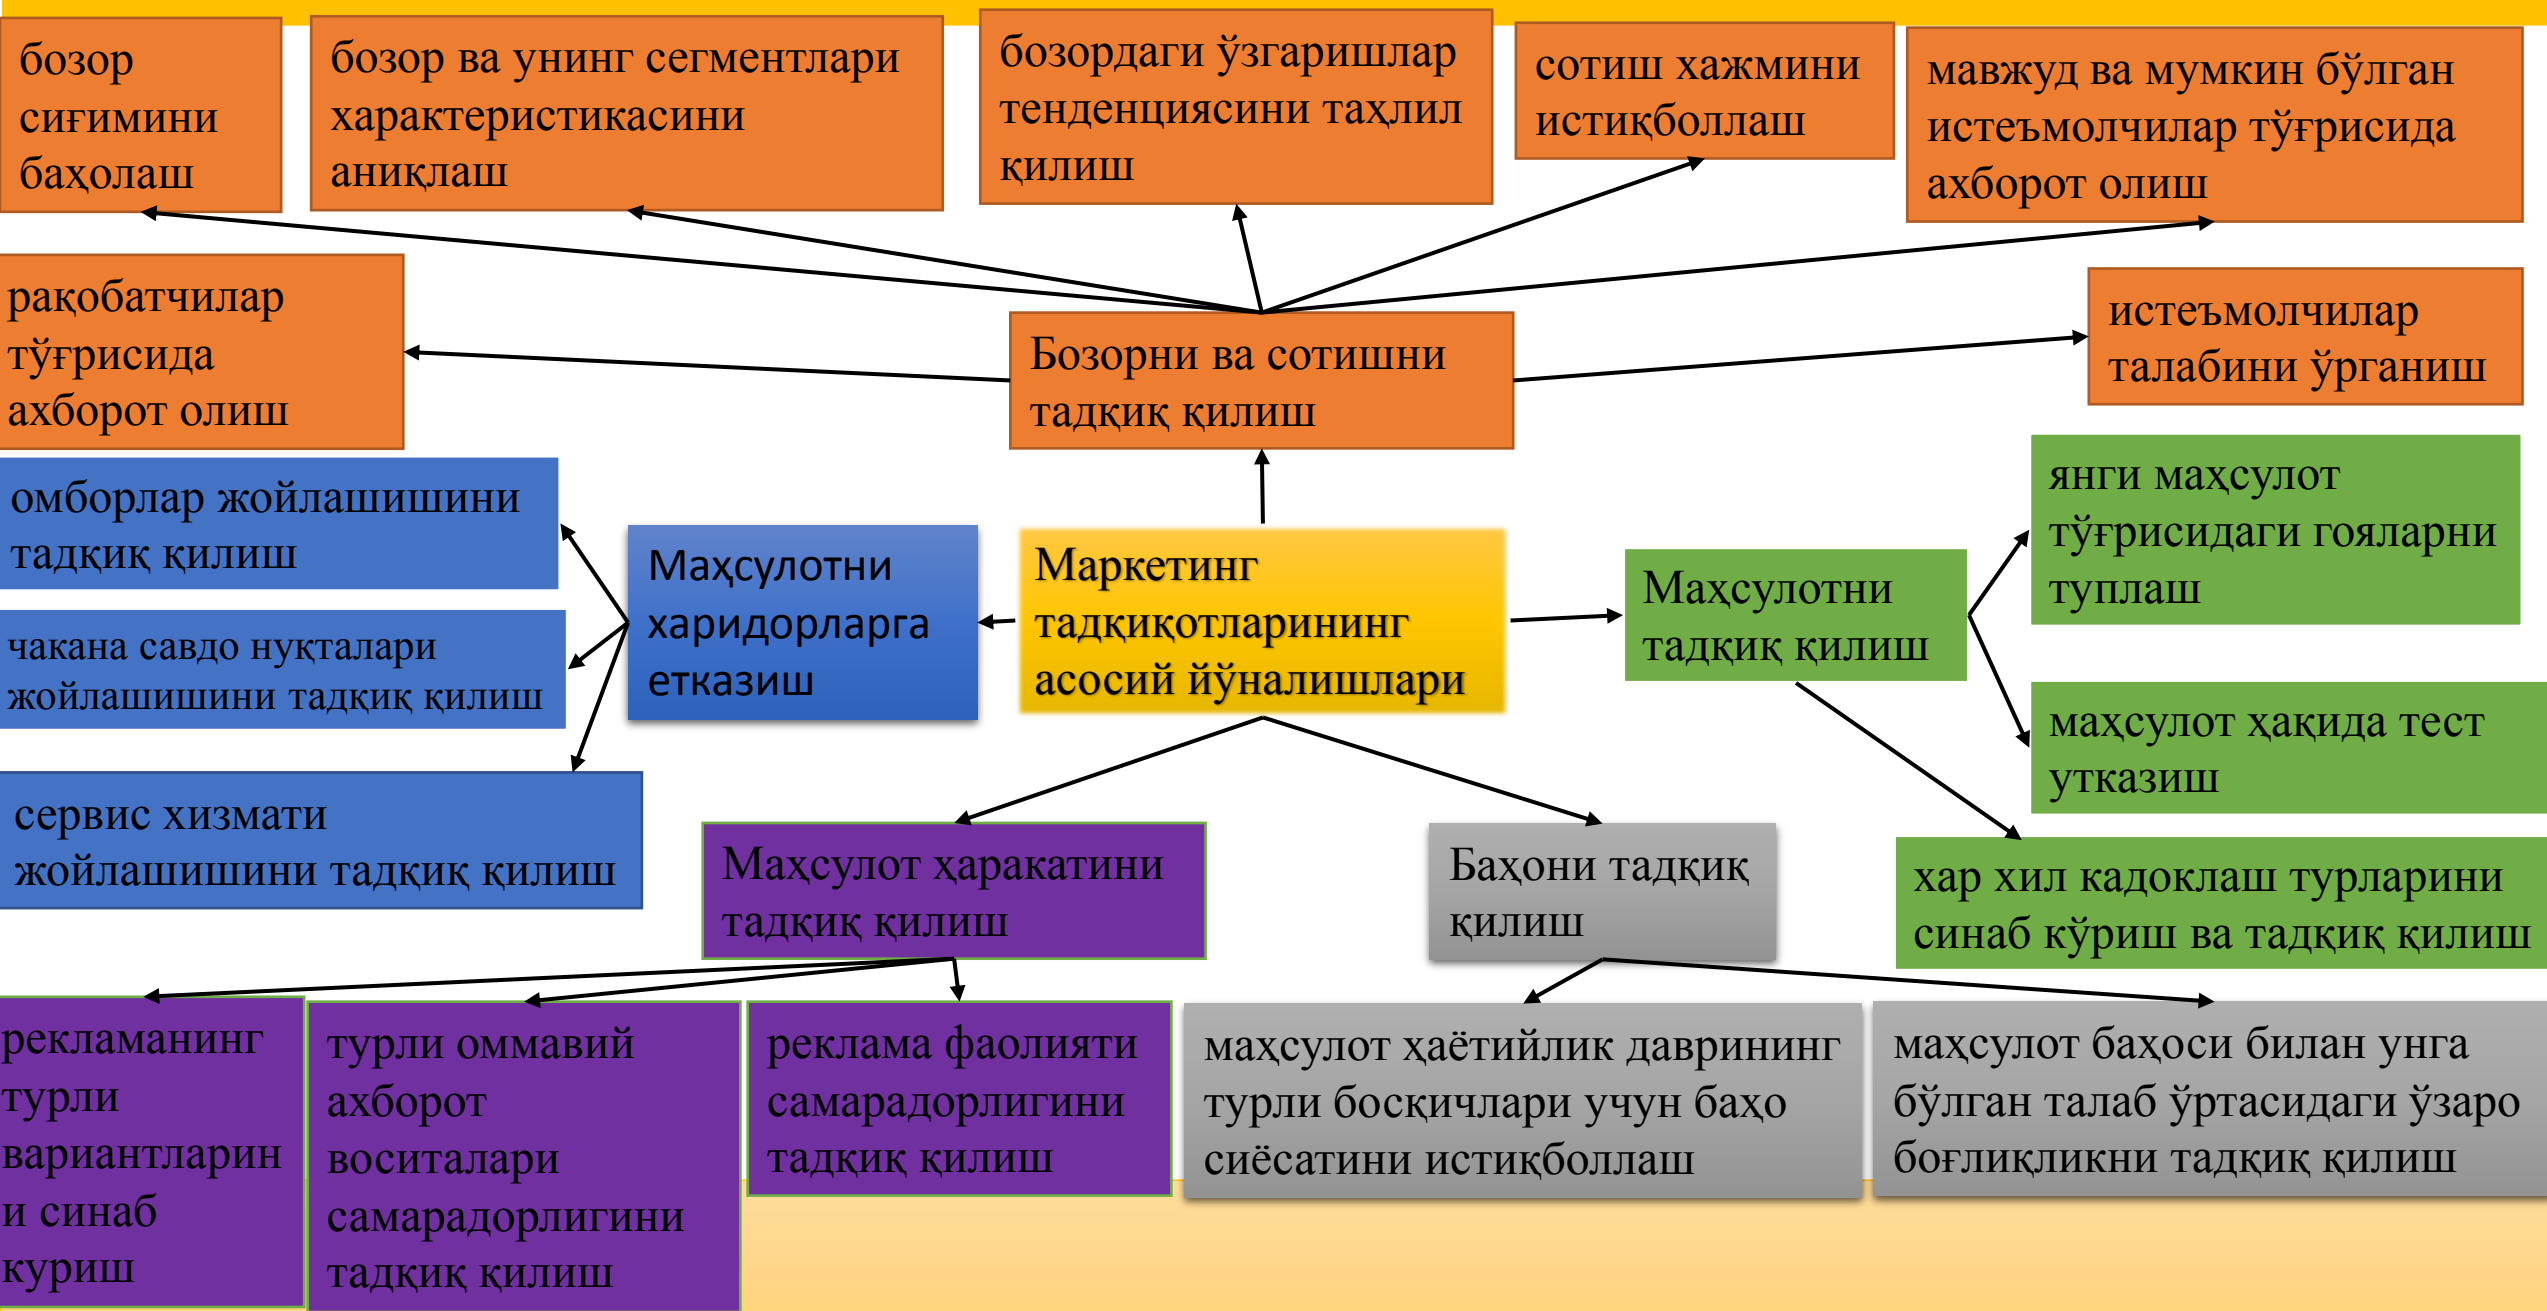 бозор
сиғимини
баҳолаш
бозор ва унинг сегментлари
характеристикасини
аниқлаш
бозордаги ўзгаришлар
тенденциясини таҳлил
қилиш
сотиш хажмини
истиқболлаш
мавжуд ва мумкин бўлган
истеъмолчилар тўғрисида
ахборот олиш
рақобатчилар
тўғрисида
ахборот олиш
Бозорни ва сотишни
тадқиқ қилиш
истеъмолчилар
талабини ўрганиш
омборлар жойлашишини
тадқиқ қилиш
чакана савдо нуқталари
жойлашишини тадқиқ қилиш
сервис хизмати
жойлашишини тадқиқ қилиш
Маҳсулотни
харидорларга
етказиш
Маркетинг
тадқиқотларининг
асосий йўналишлари
Маҳсулотни
тадқиқ қилиш
янги маҳсулот
тўғрисидаги гояларни
туплаш
маҳсулот ҳақида тест
утказиш
хар хил кадоклаш турларини
синаб кўриш ва тадқиқ қилиш
Маҳсулот ҳаракатини
тадқиқ қилиш
Баҳони тадқиқ
қилиш
рекламанинг
турли
вариантларин
и синаб
куриш
турли оммавий
ахборот
воситалари
самарадорлигини
тадқиқ қилиш
реклама фаолияти
самарадорлигини
тадқиқ қилиш
маҳсулот ҳаётийлик даврининг
турли босқичлари учун баҳо
сиёсатини истиқболлаш
маҳсулот баҳоси билан унга
бўлган талаб ўртасидаги ўзаро
боғлиқликни тадқиқ қилиш